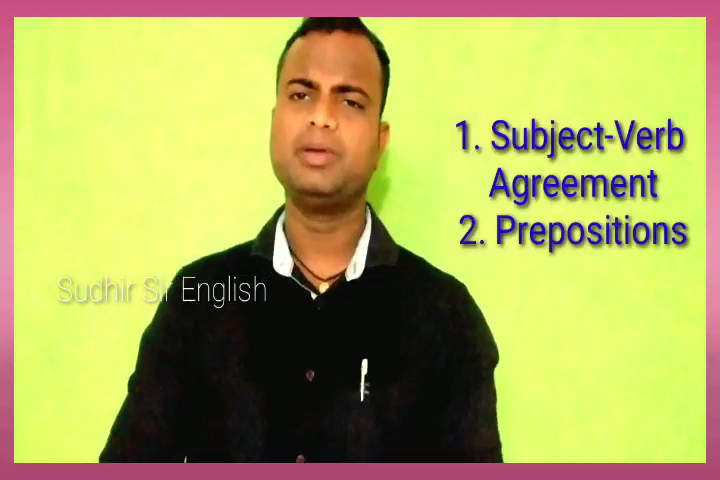 1. Subject-Verb
Agreement
2. Prepositions
Sudhir Sir English